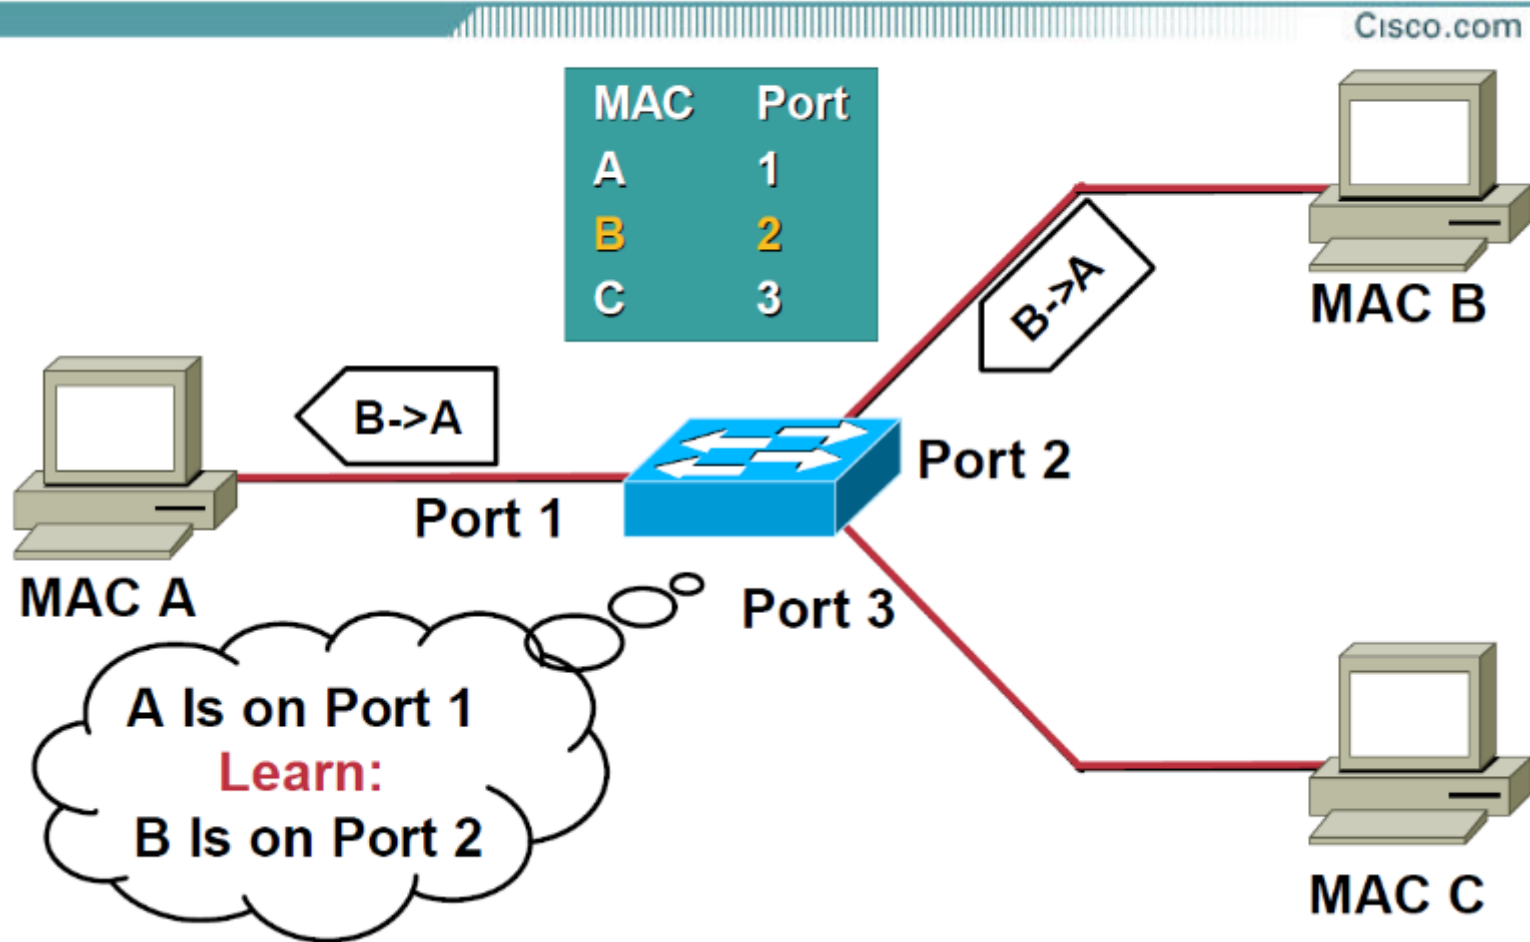 Cisco.com
MAC Port
A 1
B 2
C 3
B->A
MAC B
B->A
Port 2
Port 1
MAC A
Port 3
A Is on Port 1
Learn:
B Is on Port 2
MAC C